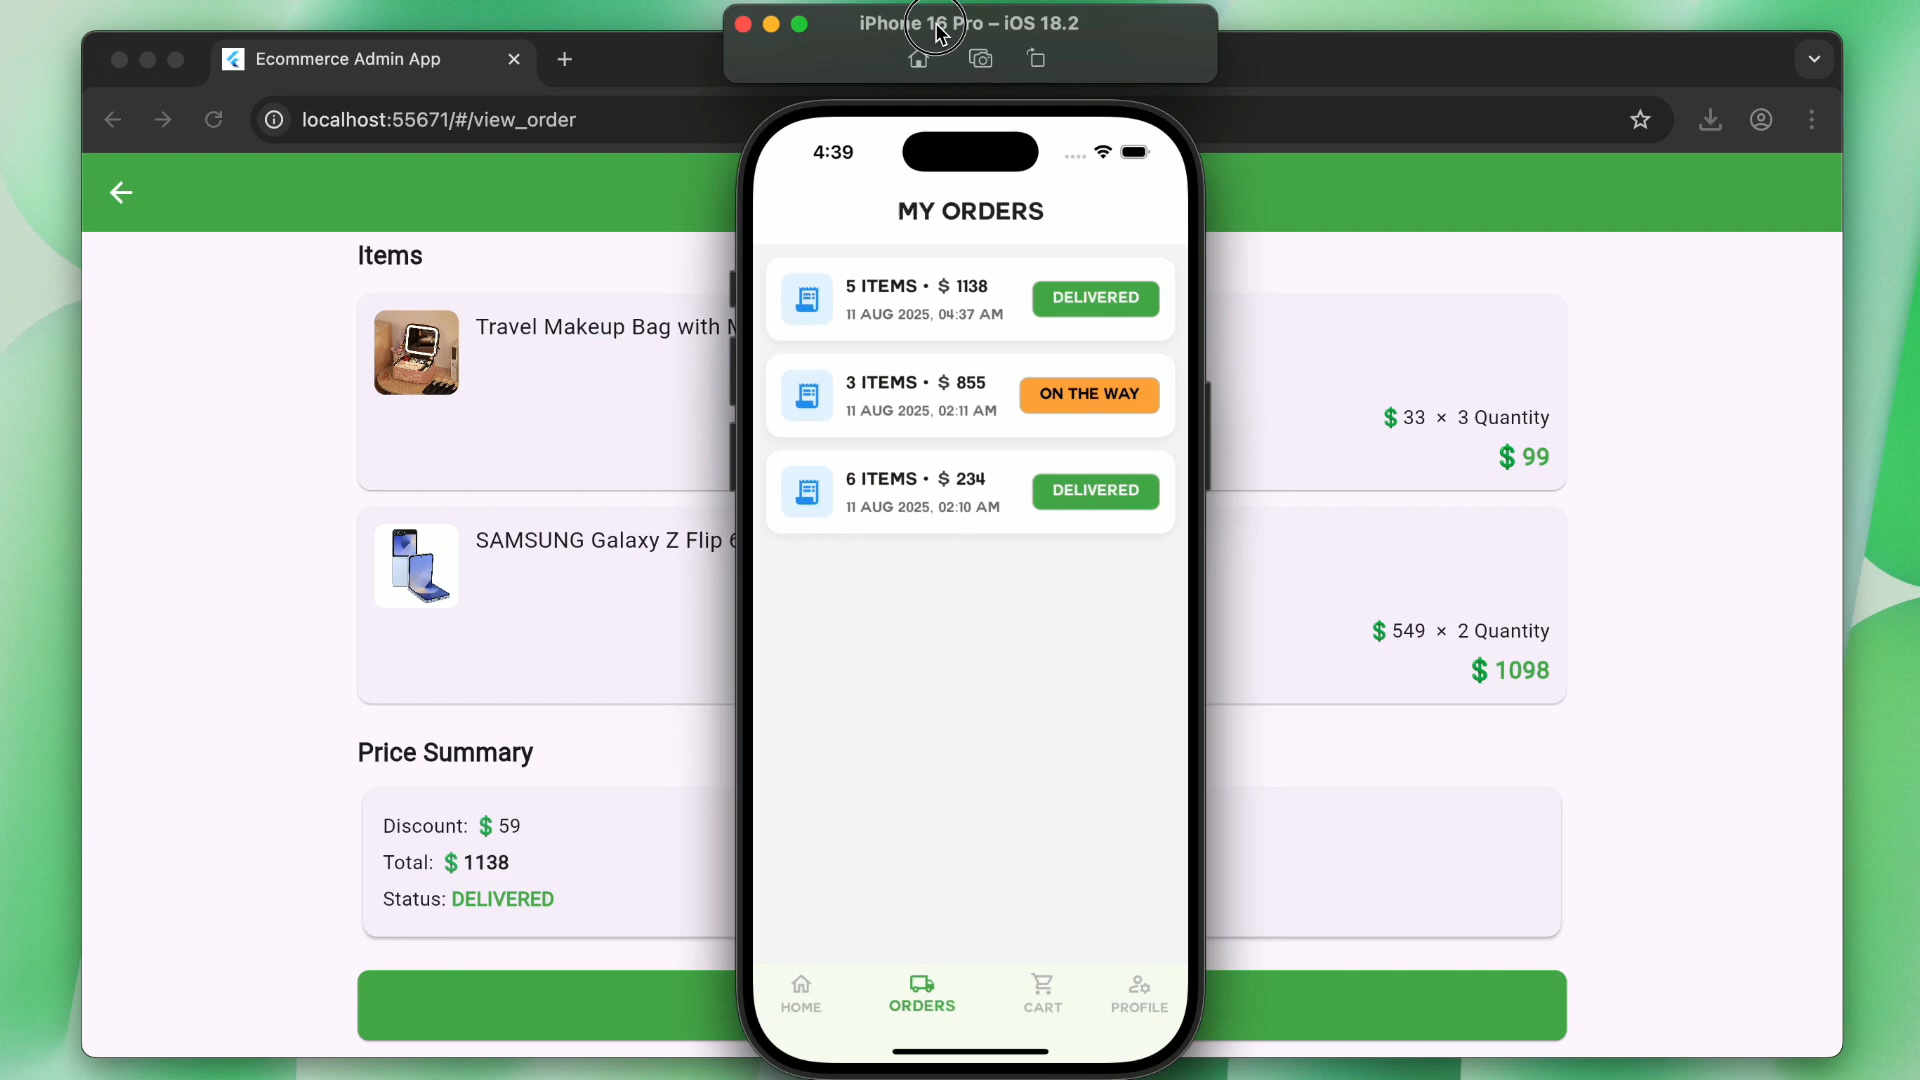 iPhone 16 Pro – iOS 18.2
Ecommerce Admin App
localhost:55671/#/view_order
4:39
MY ORDERS
5 ITEMS • $ 1138
11 AUG 2025, 04:37 AM
DELIVERED
3 ITEMS • $ 855
11 AUG 2025, 02:11 AM
ON THE WAY
6 ITEMS • $ 234
11 AUG 2025, 02:10 AM
DELIVERED
HOME
ORDERS
CART
PROFILE
Items
Travel Makeup Bag with
$ 33 × 3 Quantity
$ 99
SAMSUNG Galaxy Z Flip
$ 549 × 2 Quantity
$ 1098
Price Summary
Discount: $ 59
Total: $ 1138
Status: DELIVERED